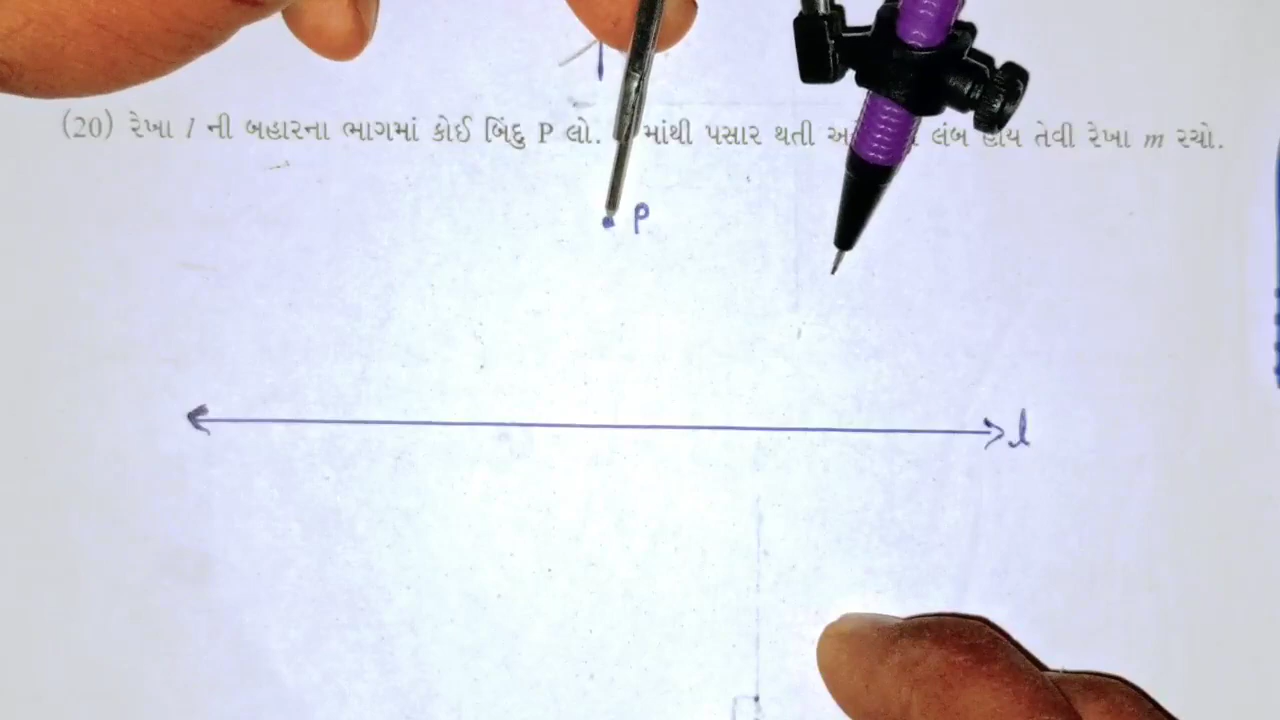 (20) રેખા l ની બહારના ભાગમાં કોઈ બિંદુ P લો. માંથી પસાર થતી લંબ હોય તેવી રેખા m રચો.
P
l